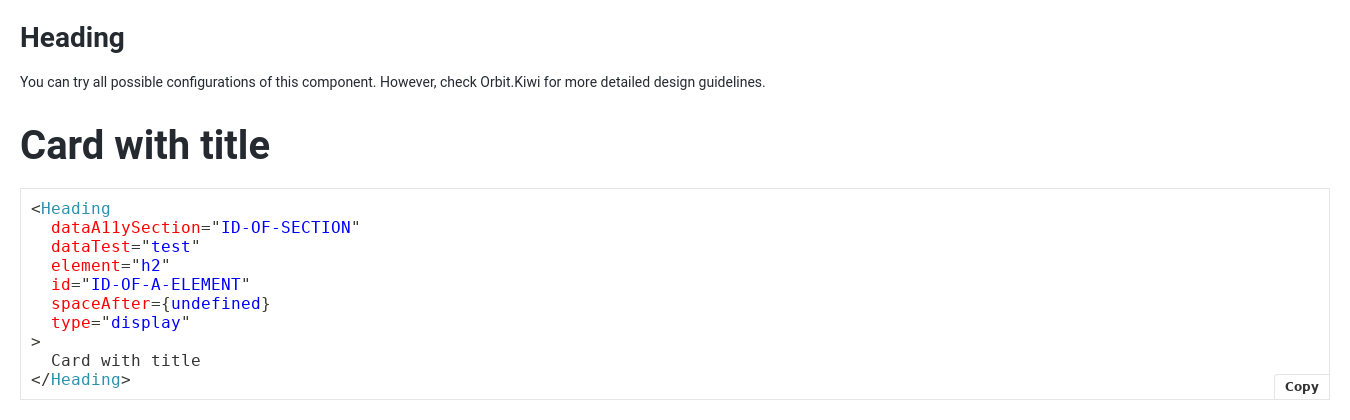 Heading
You can try all possible configurations of this component. However, check Orbit.Kiwi for more detailed design guidelines.
Card with title
<Heading
  dataA11ySection="ID-OF-SECTION"
  dataTest="test"
  element="h2"
  id="ID-OF-A-ELEMENT"
  spaceAfter={undefined}
  type="display"
>
  Card with title
</Heading>
Copy